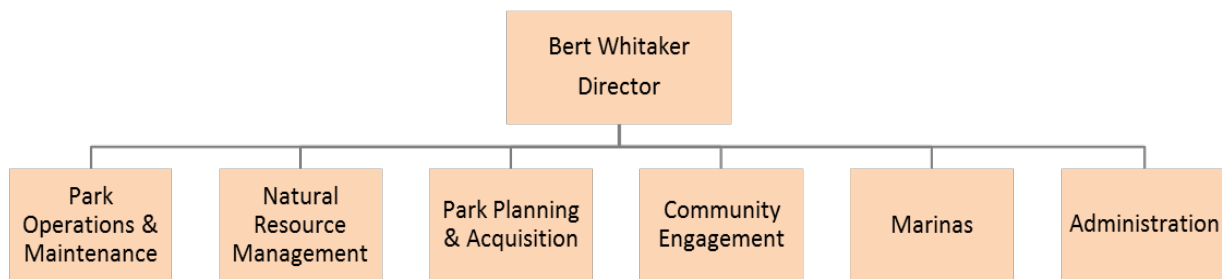 Bert Whitaker
Director
Park
Operations &
Maintenance
Natural
Resource
Management
Park Planning
& Acquisition
Community
Engagement
Marinas
Administration